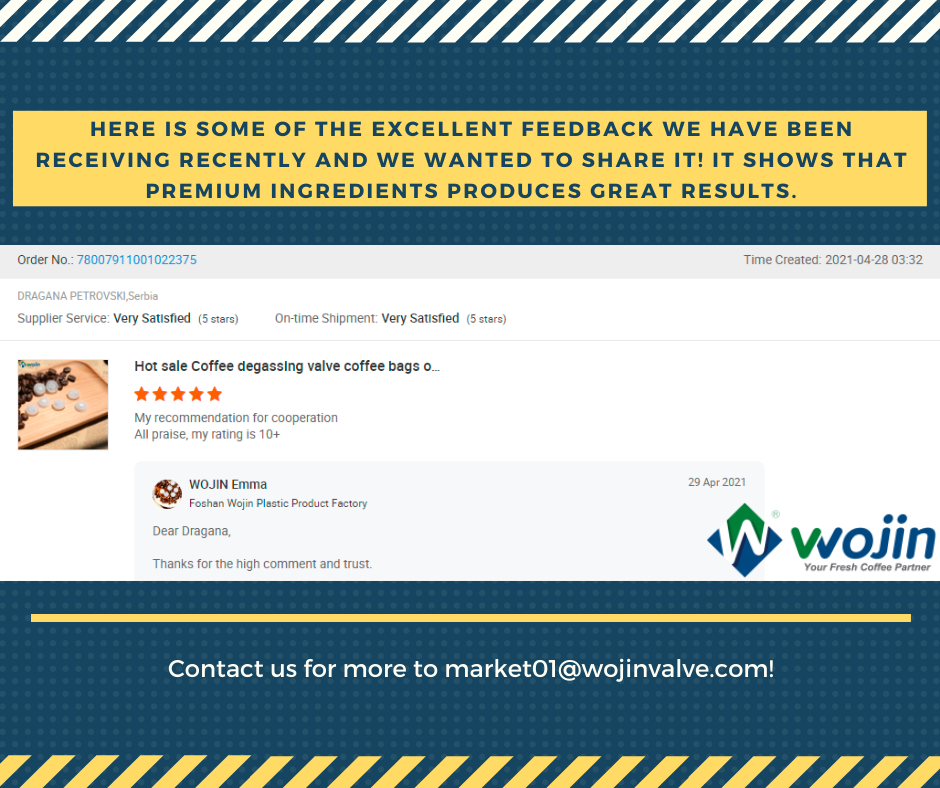 HERE IS SOME OF THE EXCELLENT FEEDBACK WE HAVE BEEN
RECEIVING RECENTLY AND WE WANTED TO SHARE IT! IT SHOWS THAT
PREMIUM INGREDIENTS PRODUCES GREAT RESULTS.
Order No.: 78007911001022375 Time Created: 2021-04-28 03:32
DRAGANA PETROVSKI,Serbia
Supplier Service: Very Satisfied (5 stars) On-time Shipment: Very Satisfied (5 stars)
Hot sale Coffee degassing valve coffee bags o...
My recommendation for cooperation
All praise, my rating is 10+
WOJIN Emma 29 Apr 2021
Foshan Wojin Plastic Product Factory
Dear Dragana,
Thanks for the high comment and trust.
W® wojin
Your Fresh Coffee Partner
Contact us for more to market01@wojinvalve.com!